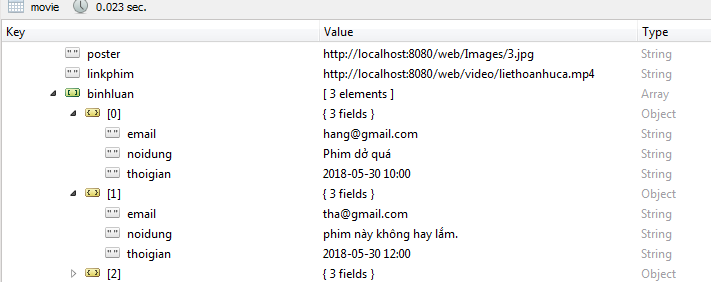 movie 0.023 sec.
Key Value Type
"" poster http://localhost:8080/web/Images/3.jpg String
"" linkphim http://localhost:8080/web/video/liethoanhuca.mp4 String
binhluan [ 3 elements ] Array
[0] { 3 fields } Object
"" email hang@gmail.com String
"" noidung Phim dở quá String
"" thoigian 2018-05-30 10:00 String
[1] { 3 fields } Object
"" email tha@gmail.com String
"" noidung phim này không hay lắm. String
"" thoigian 2018-05-30 12:00 String
[2] { 3 fields } Object